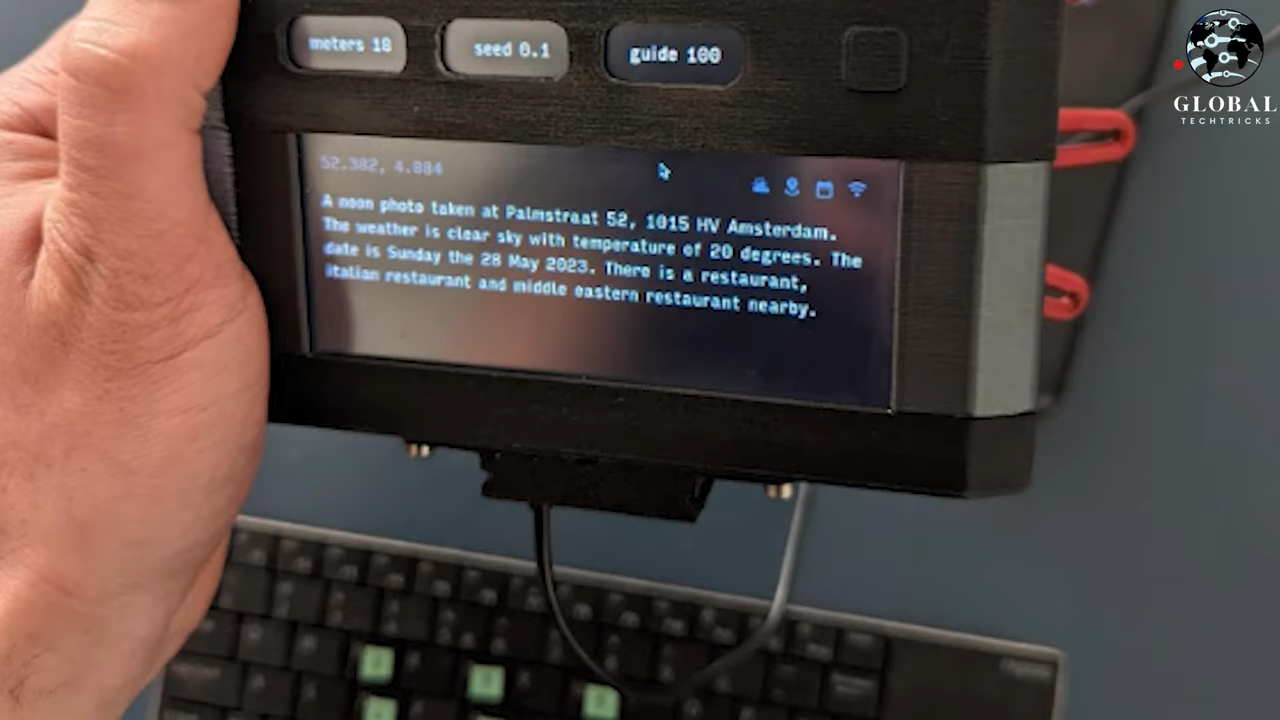 meters 18
seed 0.1
guide 100
GLOBAL
TECHTRICKS
52.382, 4.884
A noon photo taken at Palmstraat 52, 1015 HV Amsterdam.
The weather is clear sky with temperature of 20 degrees. The
date is Sunday the 28 May 2023. There is a restaurant,
italian restaurant and middle eastern restaurant nearby.